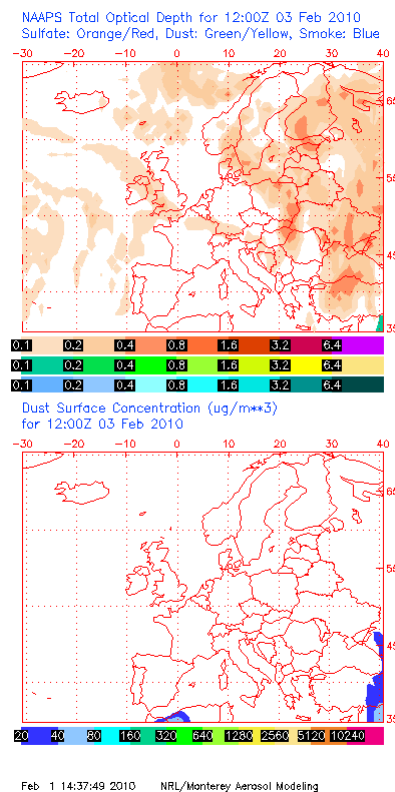 NAAPS Total Optical Depth for 12:00Z 03 Feb 2010
Sulfate: Orange/Red, Dust: Green/Yellow, Smoke: Blue
-30 -20 -10 0 10 20 30 40
65
55
45
35
0.1 0.2 0.4 0.8 1.6 3.2 6.4
0.1 0.2 0.4 0.8 1.6 3.2 6.4
0.1 0.2 0.4 0.8 1.6 3.2 6.4
Dust Surface Concentration (ug/m**3)
for 12:00Z 03 Feb 2010
-30 -20 -10 0 10 20 30 40
65
55
45
35
20 40 80 160 320 640 1280 2560 5120 10240
Feb 1 14:37:49 2010 NRL/Monterey Aerosol Modeling